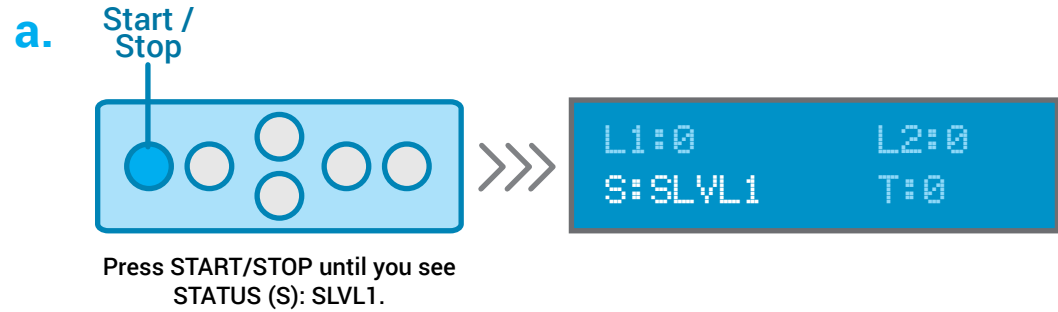 a.
Start /
Stop
L1:0 L2:0
S:SLVL1 T:0
Press START/STOP until you see
STATUS (S): SLVL1.